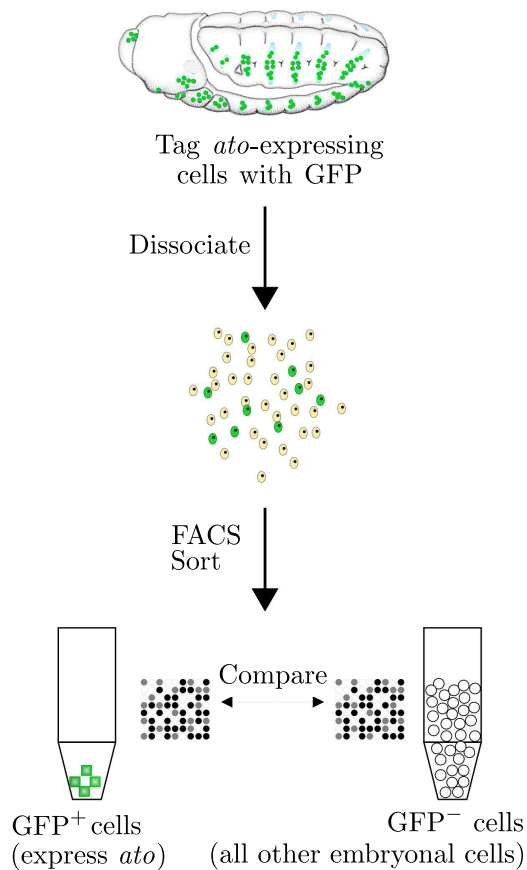 Tag ato-expressing
cells with GFP
Dissociate
FACS
Sort
Compare
GFP⁺ cells
(express ato)
GFP⁻ cells
(all other embryonal cells)